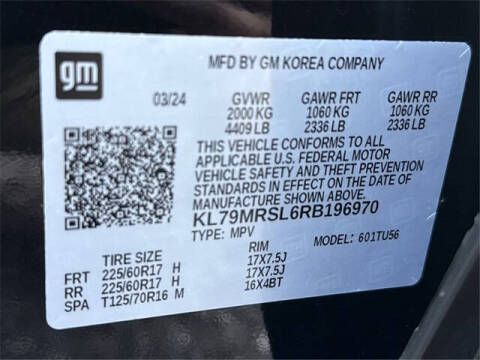 gm
MFD BY GM KOREA COMPANY
03/24 GVWR GAWR FRT GAWR RR
2000 KG 1060 KG 1060 KG
4409 LB 2336 LB 2336 LB
THIS VEHICLE CONFORMS TO ALL
APPLICABLE U.S. FEDERAL MOTOR
VEHICLE SAFETY AND THEFT PREVENTION
STANDARDS IN EFFECT ON THE DATE OF
MANUFACTURE SHOWN ABOVE.
KL79MRSL6RB196970
TYPE: MPV MODEL: 601TU56
TIRE SIZE RIM
FRT 225/60R17 H 17X7.5J
RR 225/60R17 H 17X7.5J
SPA T125/70R16 M 16X4BT